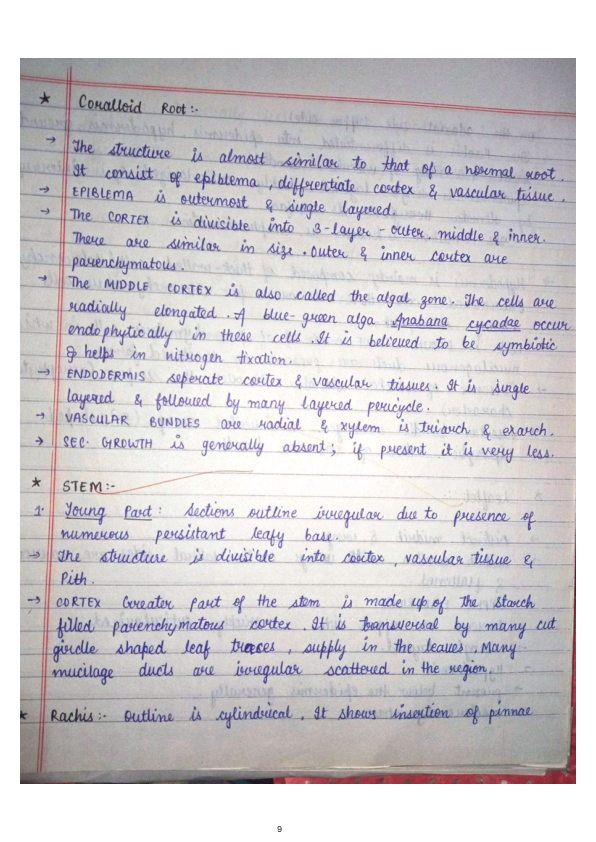 ★ Coralloid Root :-
→ The structure is almost similar to that of a normal root.
It consist of epiblema, differentiate cortex & vascular tissue.
→ EPIBLEMA is outermost & single layered.
→ The CORTEX is divisible into 3-layer - outer, middle & inner.
There are similar in size. Outer & inner cortex are
parenchymatous.
→ The MIDDLE CORTEX is also called the algal zone. The cells are
radially elongated. A blue-green alga, Anabana cycadae occur
endophytically in these cells. It is believed to be symbiotic
& helps in nitrogen fixation.
→ ENDODERMIS seperate cortex & vascular tissues. It is single
layered & followed by many layered pericycle.
→ VASCULAR BUNDLES are radial & xylem is triarch & exarch.
→ SEC. GROWTH is generally absent; if present it is very less.
★ STEM :-
1. Young Part : Sections outline irregular due to presence of
numerous persistant leafy base.
→ The structure is divisible into cortex, vascular tissue &
Pith.
→ CORTEX Greater part of the stem is made up of the starch
filled parenchymatous cortex. It is transversal by many cut
girdle shaped leaf traces, supply in the leaves. Many
mucilage ducts are irregular scattered in the region.
★ Rachis :- Outline is cylindrical. It shows insertion of pinnae
9